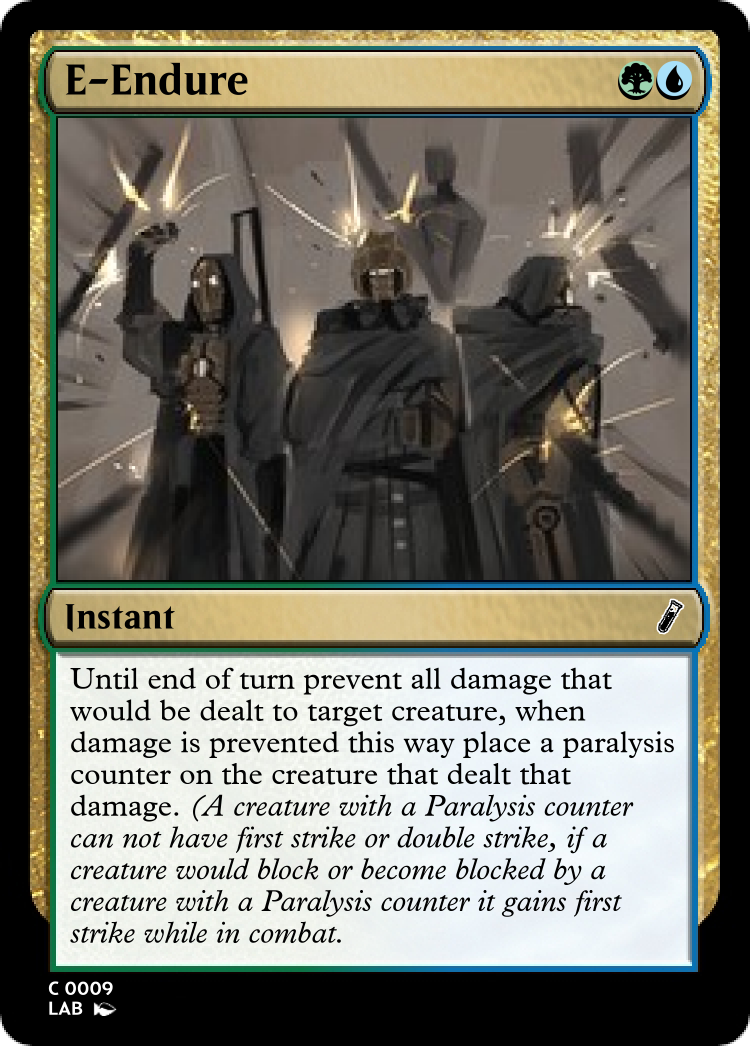 E-Endure
Instant
Until end of turn prevent all damage that
would be dealt to target creature, when
damage is prevented this way place a paralysis
counter on the creature that dealt that
damage. (A creature with a Paralysis counter
can not have first strike or double strike, if a
creature would block or become blocked by a
creature with a Paralysis counter it gains first
strike while in combat.
C 0009
LAB